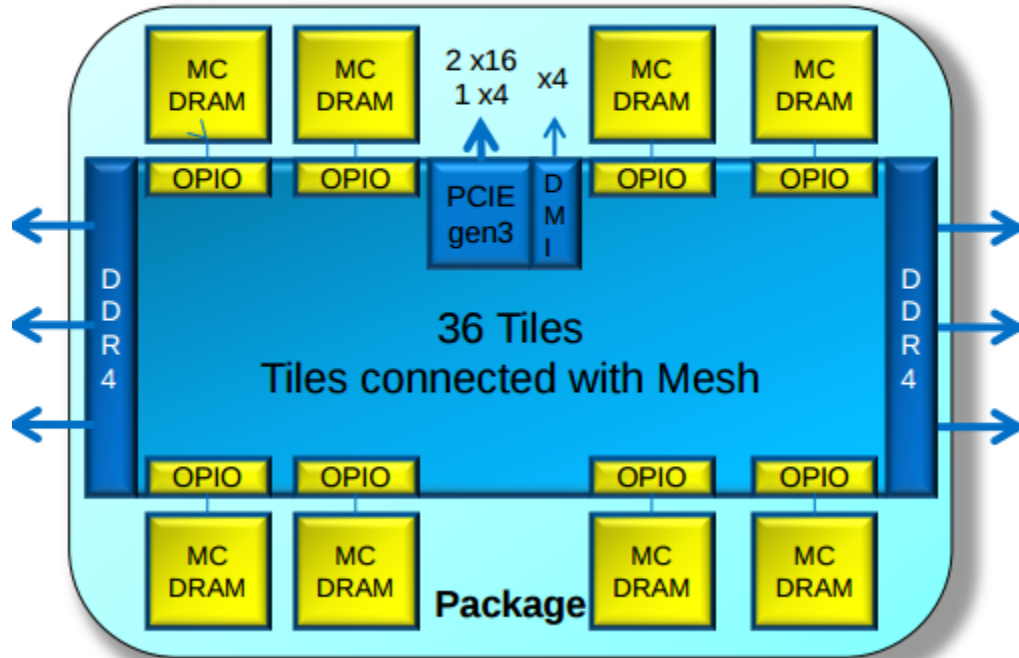 MC
DRAM
MC
DRAM
2 x16
1 x4
x4
MC
DRAM
MC
DRAM
OPIO
OPIO
PCIE
gen3
D
M
I
OPIO
OPIO
D
D
R
4
36 Tiles
Tiles connected with Mesh
D
D
R
4
OPIO
OPIO
OPIO
OPIO
MC
DRAM
MC
DRAM
Package
MC
DRAM
MC
DRAM